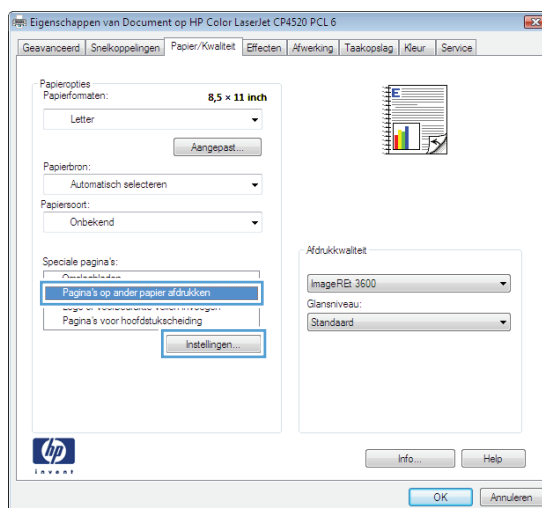 Eigenschappen van Document op HP Color LaserJet CP4520 PCL 6
Geavanceerd Snelkoppelingen Papier/Kwaliteit Effecten Afwerking Taakopslag Kleur Service
Papieropties
Papierformaten: 8,5 × 11 inch
Letter
Aangepast...
Papierbron:
Automatisch selecteren
Papiersoort:
Onbekend
Speciale pagina's:
Omslagbladen
Pagina's op ander papier afdrukken
Pagina's voor hoofdstukscheiding
Instellingen...
E
Afdrukkwaliteit
ImageREt 3600
Glansniveau:
Standaard
hp
invent
Info... Help
OK Annuleren